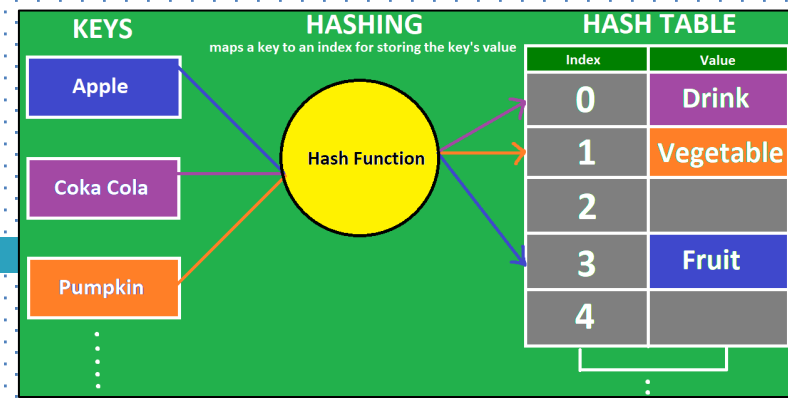 KEYS
HASHING
HASH TABLE
maps a key to an index for storing the key's value
Index Value
Apple
Coka Cola
Pumpkin
Hash Function
0 Drink
1 Vegetable
2
3 Fruit
4